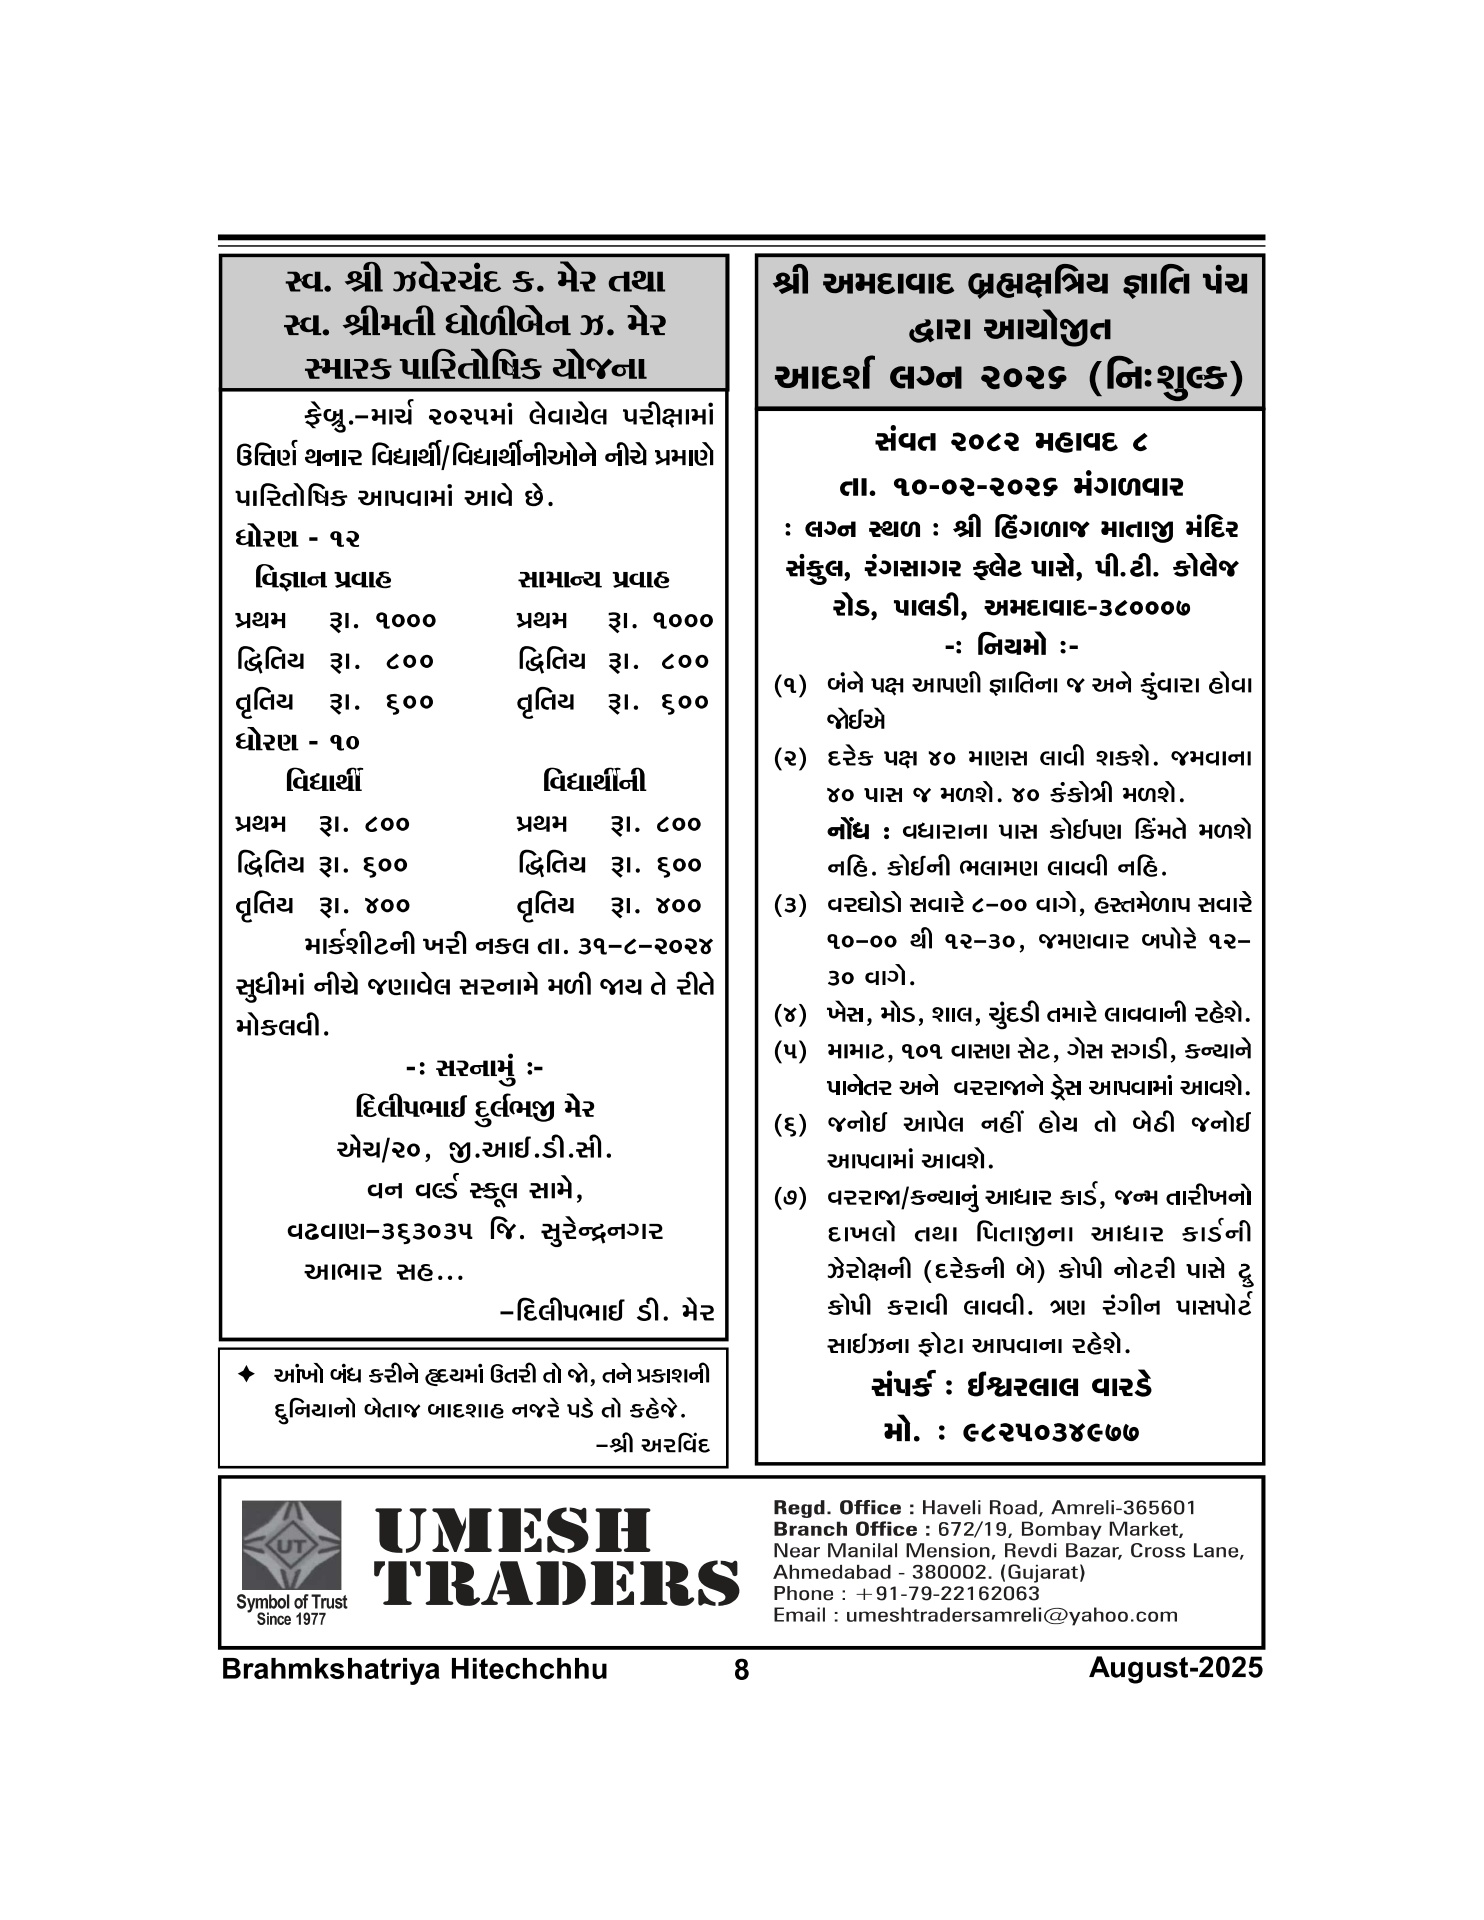 સ્વ. શ્રી ઝવેરચંદ ક. મેર તથા
સ્વ. શ્રીમતી ધોળીબેન ઝ. મેર
સ્મારક પારિતોષિક યોજના
ફેબ્રુ.–માર્ચ ૨૦૨૫માં લેવાયેલ પરીક્ષામાં
ઉત્તિર્ણ થનાર વિદ્યાર્થી/વિદ્યાર્થીનીઓને નીચે પ્રમાણે
પારિતોષિક આપવામાં આવે છે.
ધોરણ - ૧૨
વિજ્ઞાન પ્રવાહ સામાન્ય પ્રવાહ
પ્રથમ રૂા. ૧૦૦૦ પ્રથમ રૂા. ૧૦૦૦
દ્વિતિય રૂા. ૮૦૦ દ્વિતિય રૂા. ૮૦૦
તૃતિય રૂા. ૬૦૦ તૃતિય રૂા. ૬૦૦
ધોરણ - ૧૦
વિદ્યાર્થી વિદ્યાર્થીની
પ્રથમ રૂા. ૮૦૦ પ્રથમ રૂા. ૮૦૦
દ્વિતિય રૂા. ૬૦૦ દ્વિતિય રૂા. ૬૦૦
તૃતિય રૂા. ૪૦૦ તૃતિય રૂા. ૪૦૦
માર્કશીટની ખરી નકલ તા. ૩૧–૮–૨૦૨૪
સુધીમાં નીચે જણાવેલ સરનામે મળી જાય તે રીતે
મોકલવી.
-ઃ સરનામું ઃ-
દિલીપભાઈ દુર્લભજી મેર
એચ/૨૦, જી.આઈ.ડી.સી.
વન વર્લ્ડ સ્કૂલ સામે,
વઢવાણ–૩૬૩૦૩૫ જિ. સુરેન્દ્રનગર
આભાર સહ...
–દિલીપભાઈ ડી. મેર
✦ આંખો બંધ કરીને હૃદયમાં ઉતરી તો જો, તને પ્રકાશની
દુનિયાનો બેતાજ બાદશાહ નજરે પડે તો કહેજે.
–શ્રી અરવિંદ
શ્રી અમદાવાદ બ્રહ્મક્ષત્રિય જ્ઞાતિ પંચ
દ્વારા આયોજીત
આદર્શ લગ્ન ૨૦૨૬ (નિઃશુલ્ક)
સંવત ૨૦૮૨ મહાવદ ૮
તા. ૧૦-૦૨-૨૦૨૬ મંગળવાર
ઃ લગ્ન સ્થળ ઃ શ્રી હિંગળાજ માતાજી મંદિર
સંકુલ, રંગસાગર ફ્લેટ પાસે, પી.ટી. કોલેજ
રોડ, પાલડી, અમદાવાદ-૩૮૦૦૦૭
-ઃ નિયમો ઃ-
(૧) બંને પક્ષ આપણી જ્ઞાતિના જ અને કુંવારા હોવા
જોઈએ
(૨) દરેક પક્ષ ૪૦ માણસ લાવી શકશે. જમવાના
૪૦ પાસ જ મળશે. ૪૦ કંકોત્રી મળશે.
નોંધ : વધારાના પાસ કોઈપણ કિંમતે મળશે
નહિ. કોઈની ભલામણ લાવવી નહિ.
(૩) વરઘોડો સવારે ૮–૦૦ વાગે, હસ્તમેળાપ સવારે
૧૦–૦૦ થી ૧૨–૩૦, જમણવાર બપોરે ૧૨–
૩૦ વાગે.
(૪) ખેસ, મોડ, શાલ, ચુંદડી તમારે લાવવાની રહેશે.
(૫) મામાટ, ૧૦૧ વાસણ સેટ, ગેસ સગડી, કન્યાને
પાનેતર અને વરરાજાને ડ્રેસ આપવામાં આવશે.
(૬) જનોઈ આપેલ નહીં હોય તો બેઠી જનોઈ
આપવામાં આવશે.
(૭) વરરાજા/કન્યાનું આધાર કાર્ડ, જન્મ તારીખનો
દાખલો તથા પિતાજીના આધાર કાર્ડની
ઝેરોક્ષની (દરેકની બે) કોપી નોટરી પાસે ટ્રુ
કોપી કરાવી લાવવી. ત્રણ રંગીન પાસપોર્ટ
સાઈઝના ફોટા આપવાના રહેશે.
સંપર્ક : ઈશ્વરલાલ વારડે
મો. : ૯૮૨૫૦૩૪૯૭૭
UT
Symbol of Trust
Since 1977
UMESH
TRADERS
Regd. Office : Haveli Road, Amreli-365601
Branch Office : 672/19, Bombay Market,
Near Manilal Mension, Revdi Bazar, Cross Lane,
Ahmedabad - 380002. (Gujarat)
Phone : +91-79-22162063
Email : umeshtradersamreli@yahoo.com
Brahmkshatriya Hitechchhu 8 August-2025